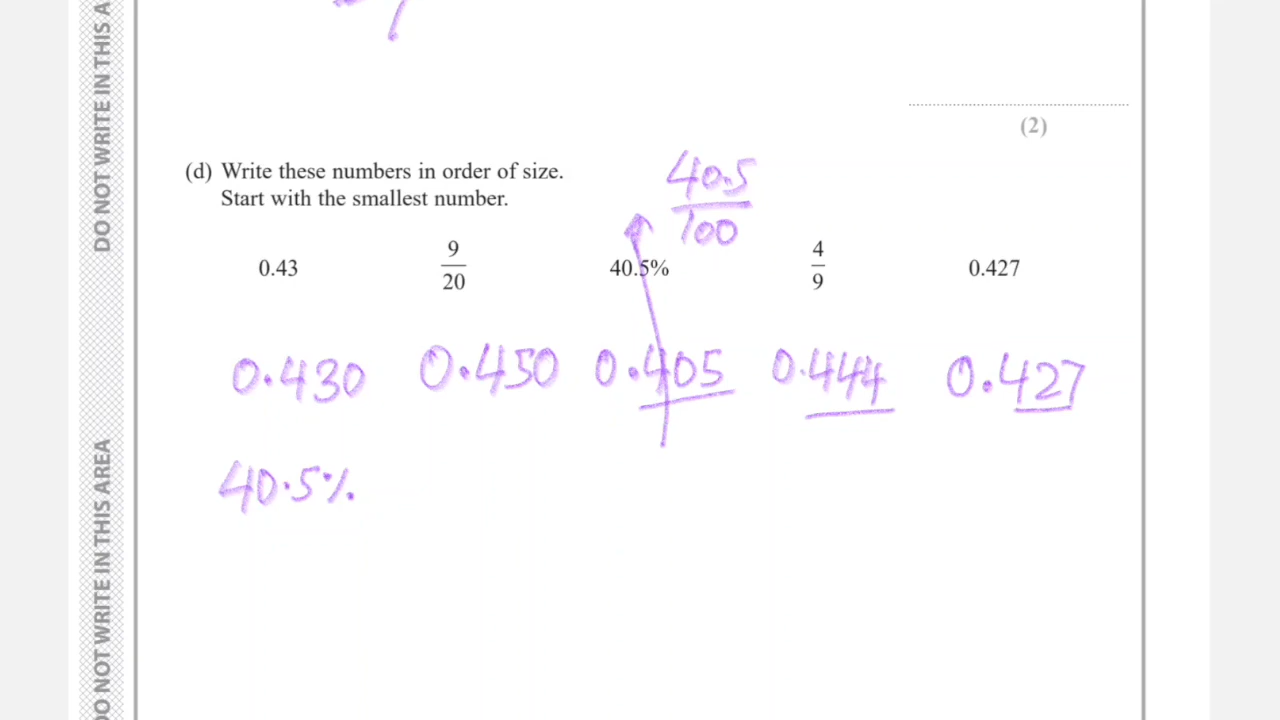 DO NOT WRITE IN THIS A
(2)
(d) Write these numbers in order of size.
Start with the smallest number.
40.5
100
0.43 9/20 40.5% 4/9 0.427
0.430 0.450 0.405 0.444 0.427
40.5%
DO NOT WRITE IN THIS AREA